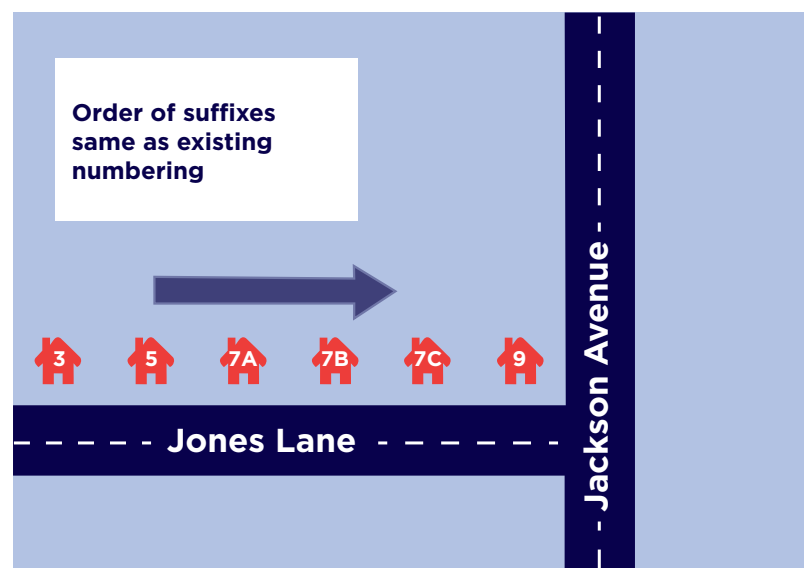 Order of suffixes
same as existing
numbering
3 5 7A 7B 7C 9
Jones Lane
Jackson Avenue